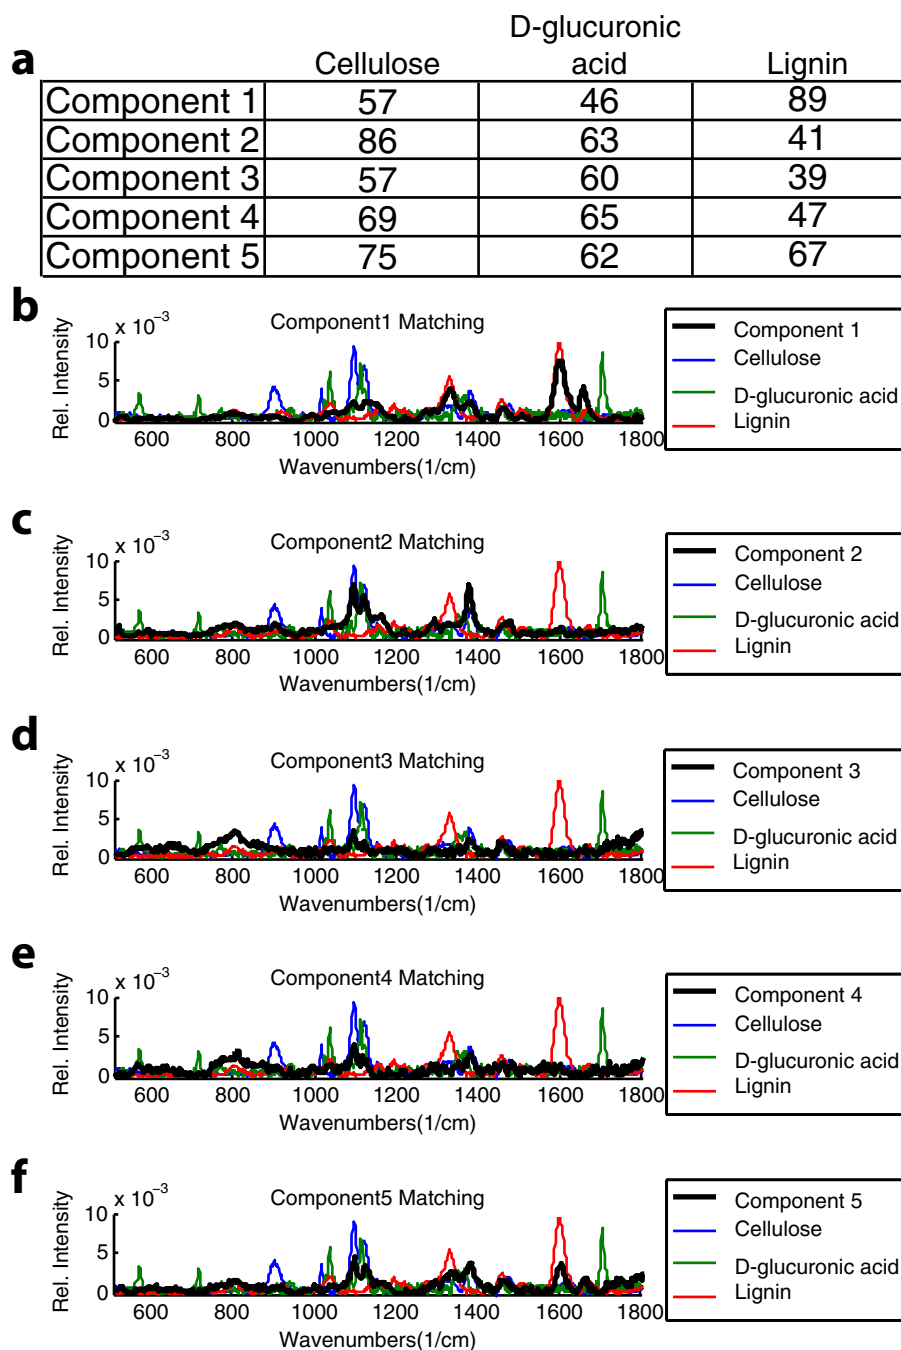 D-glucuronic
a Cellulose acid Lignin
Component 1 57 46 89
Component 2 86 63 41
Component 3 57 60 39
Component 4 69 65 47
Component 5 75 62 67
b
x 10⁻³ Component1 Matching
10
5
0
Rel. Intensity
600 800 1000 1200 1400 1600 1800
Wavenumbers(1/cm)
Component 1
Cellulose
D-glucuronic acid
Lignin
c
x 10⁻³ Component2 Matching
10
5
0
Rel. Intensity
600 800 1000 1200 1400 1600 1800
Wavenumbers(1/cm)
Component 2
Cellulose
D-glucuronic acid
Lignin
d
x 10⁻³ Component3 Matching
10
5
0
Rel. Intensity
600 800 1000 1200 1400 1600 1800
Wavenumbers(1/cm)
Component 3
Cellulose
D-glucuronic acid
Lignin
e
x 10⁻³ Component4 Matching
10
5
0
Rel. Intensity
600 800 1000 1200 1400 1600 1800
Wavenumbers(1/cm)
Component 4
Cellulose
D-glucuronic acid
Lignin
f
x 10⁻³ Component5 Matching
10
5
0
Rel. Intensity
600 800 1000 1200 1400 1600 1800
Wavenumbers(1/cm)
Component 5
Cellulose
D-glucuronic acid
Lignin